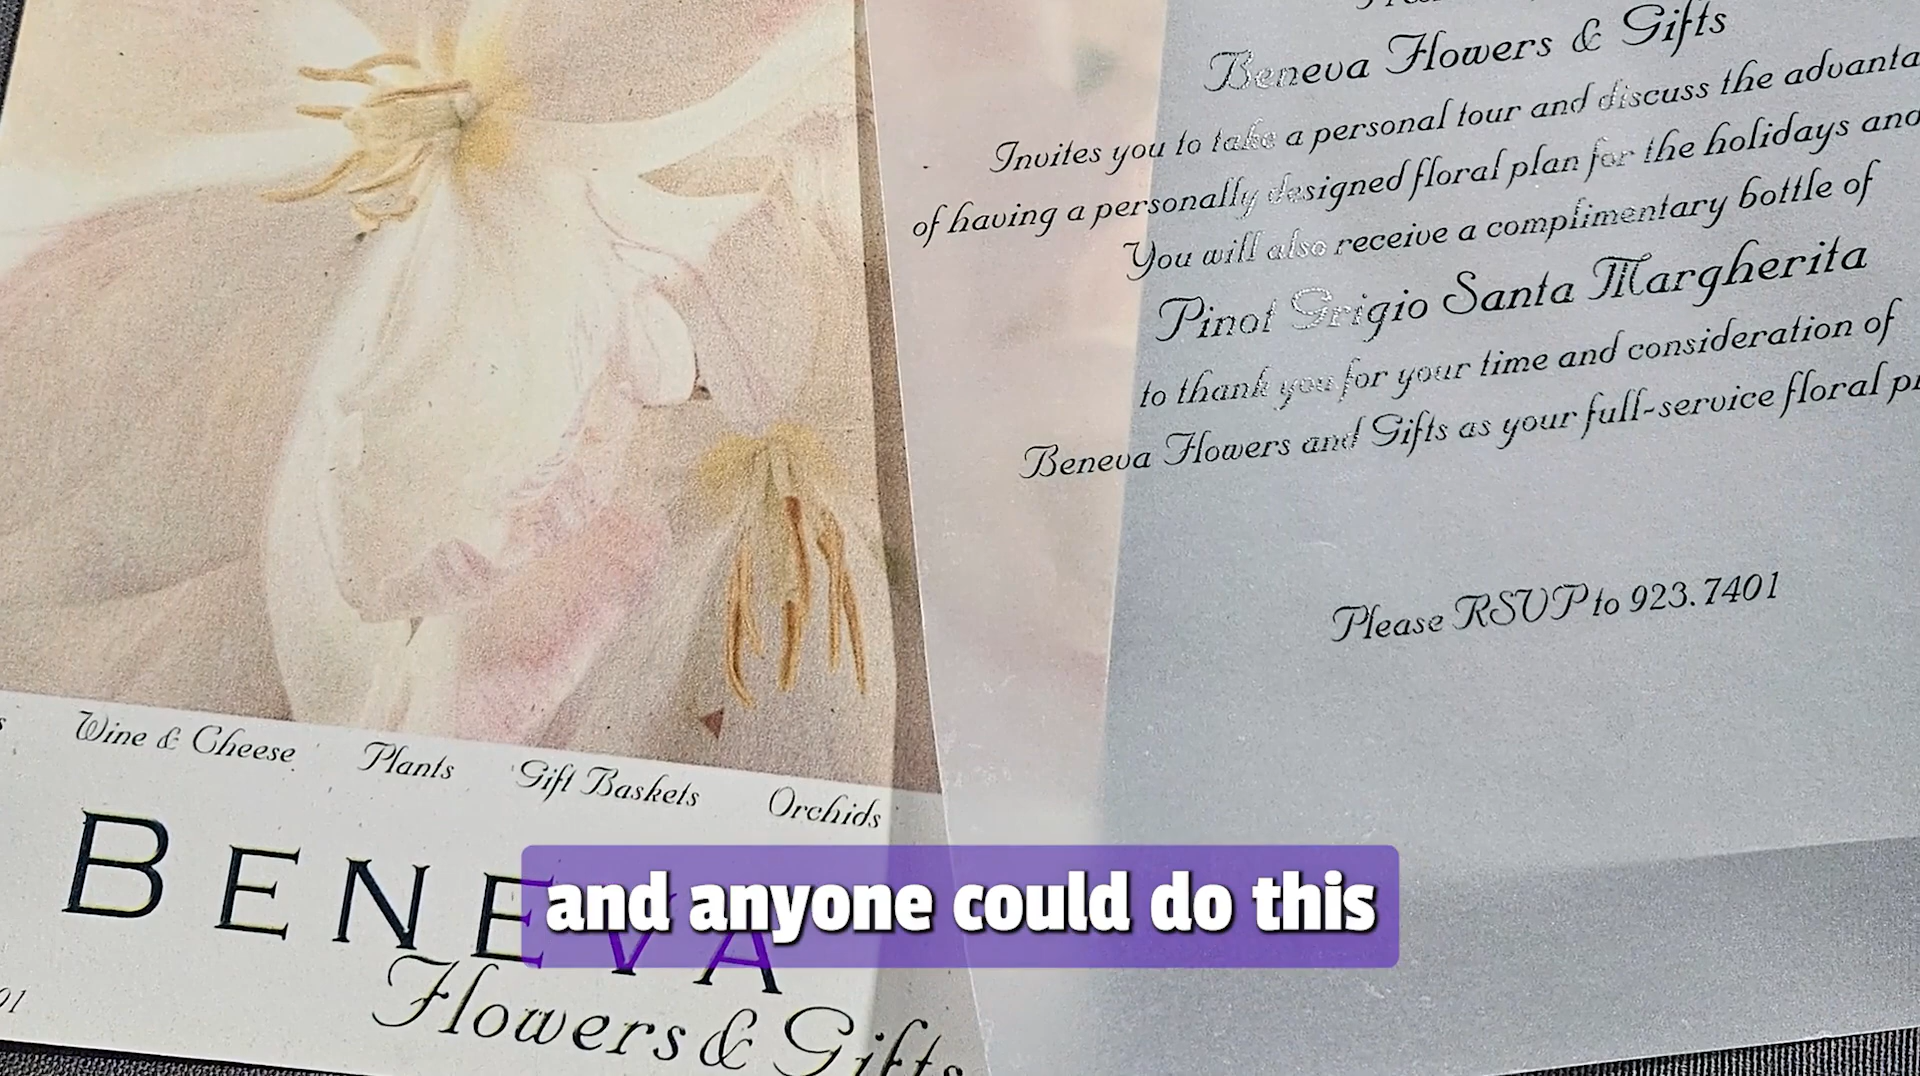 Beneva Flowers & Gifts
Invites you to take a personal tour and discuss the
of having a personally designed floral plan for the holidays and
You will also receive a complimentary bottle of
Pinot Grigio Santa Margherita
to thank you for your time and consideration of
Beneva Flowers and Gifts as your full-service floral
Please RSVP to 923.7401
Wine & Cheese Plants Gift Baskets Orchids
BENEVA
Flowers & Gifts
and anyone could do this